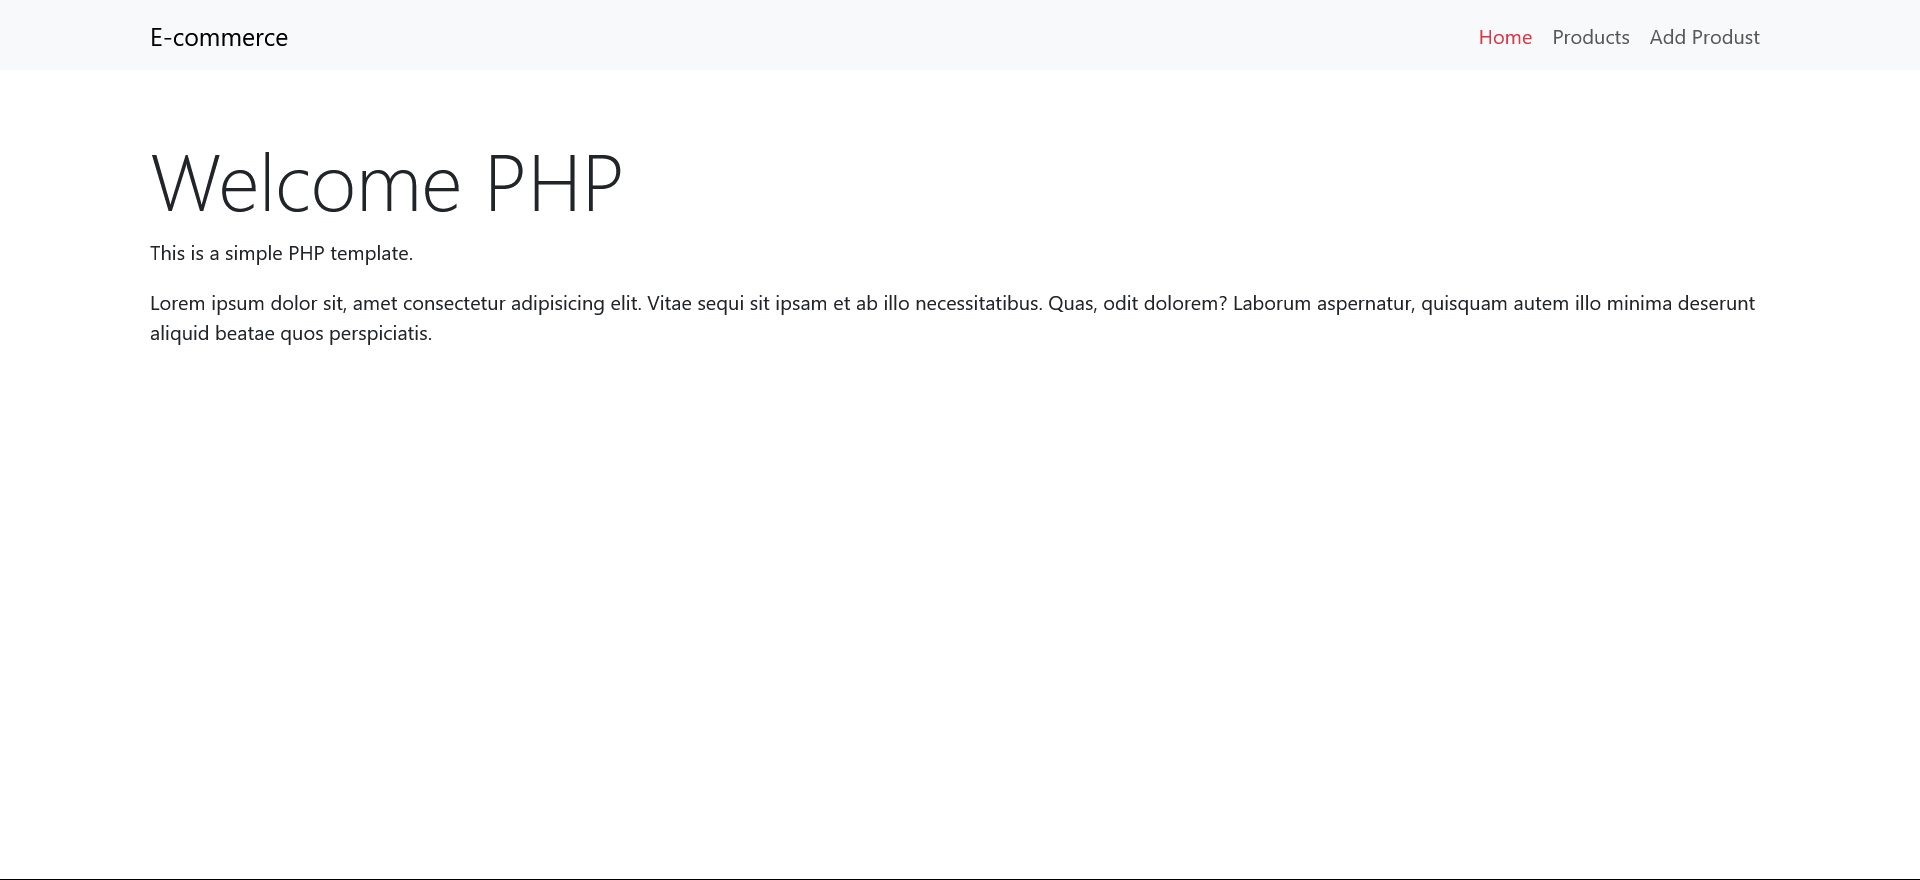 E-commerce
Home Products Add Produst
Welcome PHP
This is a simple PHP template.
Lorem ipsum dolor sit, amet consectetur adipisicing elit. Vitae sequi sit ipsam et ab illo necessitatibus. Quas, odit dolorem? Laborum aspernatur, quisquam autem illo minima deserunt
aliquid beatae quos perspiciatis.